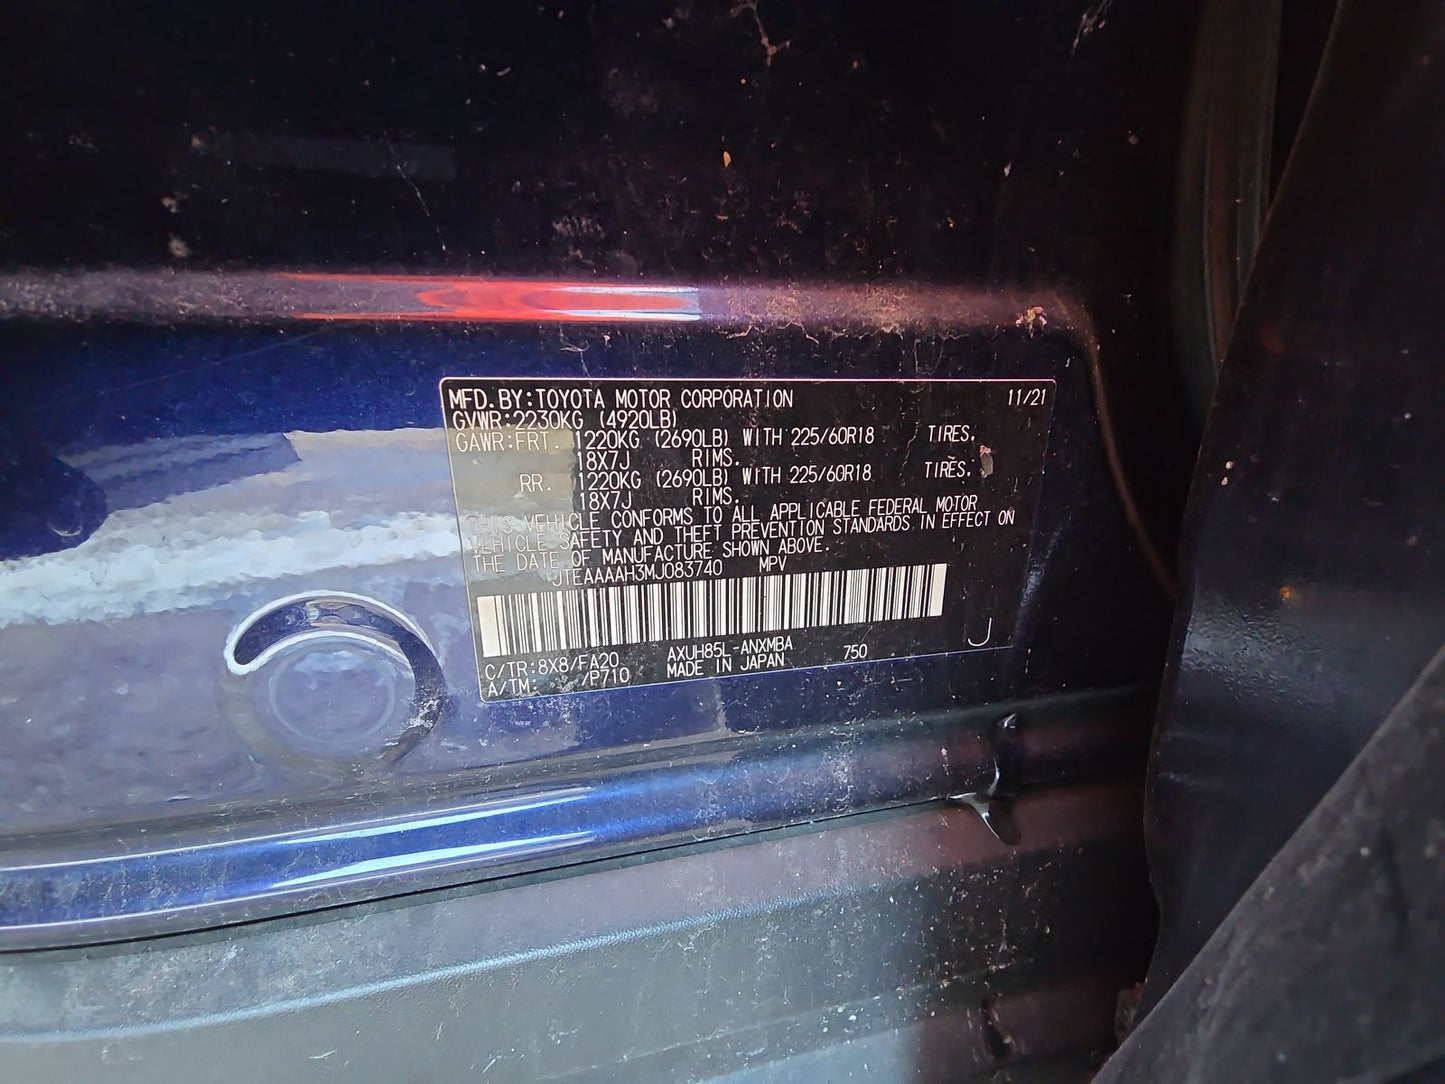 MFD.BY:TOYOTA MOTOR CORPORATION 11/21
GVWR:2230KG (4920LB)
GAWR:FRT. 1220KG (2690LB) WITH 225/60R18 TIRES.
18X7J RIMS.
RR. 1220KG (2690LB) WITH 225/60R18 TIRES.
18X7J RIMS.
THIS VEHICLE CONFORMS TO ALL APPLICABLE FEDERAL MOTOR
VEHICLE SAFETY AND THEFT PREVENTION STANDARDS IN EFFECT ON
THE DATE OF MANUFACTURE SHOWN ABOVE.
JTEAAAAH3MJ083740 MPV
C/TR:8X8/FA20 AXUH85L-ANXMBA 750 J
A/TM: /P710 MADE IN JAPAN